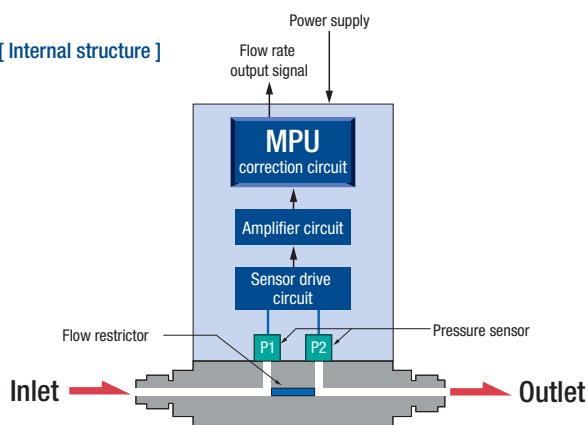 Power supply
[ Internal structure ]
Flow rate
output signal
MPU
correction circuit
Amplifier circuit
Sensor drive
circuit
Flow restrictor
P1
P2
Pressure sensor
Inlet
Outlet